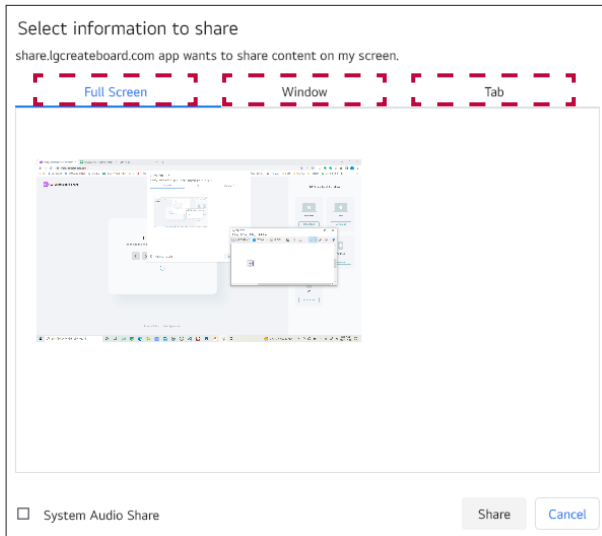 Select information to share
share.lgcreateboard.com app wants to share content on my screen.
Full Screen
Window
Tab
System Audio Share
Share
Cancel